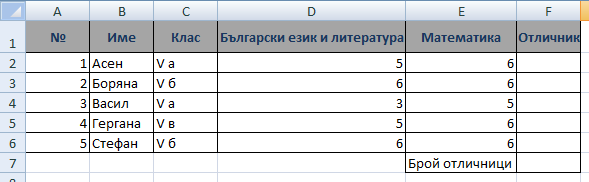 A B C D E F
1 № Име Клас Български език и литература Математика Отличник
2 1 Асен V а 5 6
3 2 Боряна V б 6 6
4 3 Васил V а 3 5
5 4 Гергана V в 5 6
6 5 Стефан V б 6 6
7 Брой отличници